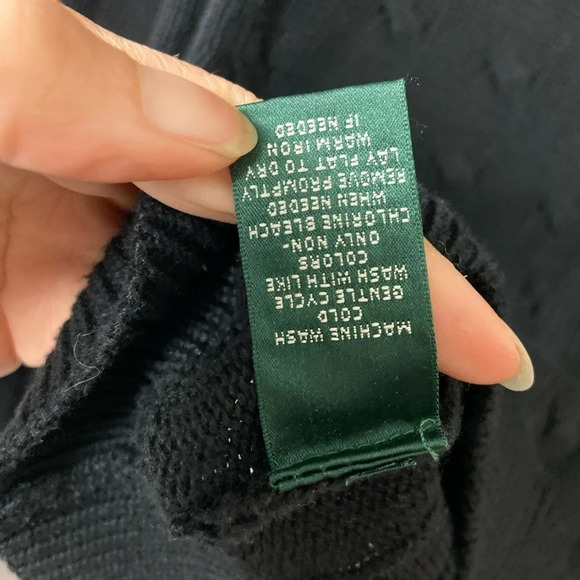 MACHINE WASH
COLD
GENTLE CYCLE
WASH WITH LIKE
COLORS
ONLY NON-
CHLORINE BLEACH
WHEN NEEDED
REMOVE PROMPTLY
LAY FLAT TO DRY
WARM IRON
IF NEEDED